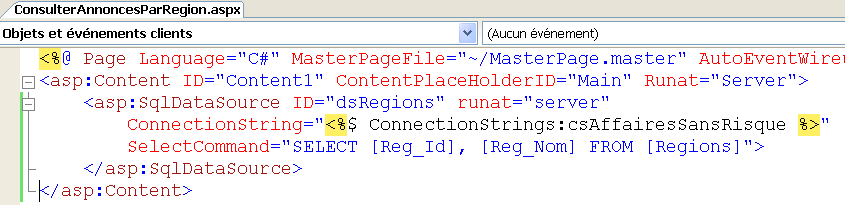 ConsulterAnnoncesParRegion.aspx
Objets et événements clients (Aucun événement)
<%@ Page Language="C#" MasterPageFile="~/MasterPage.master"
<asp:Content ID="Content1" ContentPlaceHolderID="Main" Runat="Server">
<asp:SqlDataSource ID="dsRegions" runat="server"
ConnectionString="<%$ ConnectionStrings:csAffairesSansRisque %>"
SelectCommand="SELECT [Reg_Id], [Reg_Nom] FROM [Regions]">
</asp:SqlDataSource>
</asp:Content>